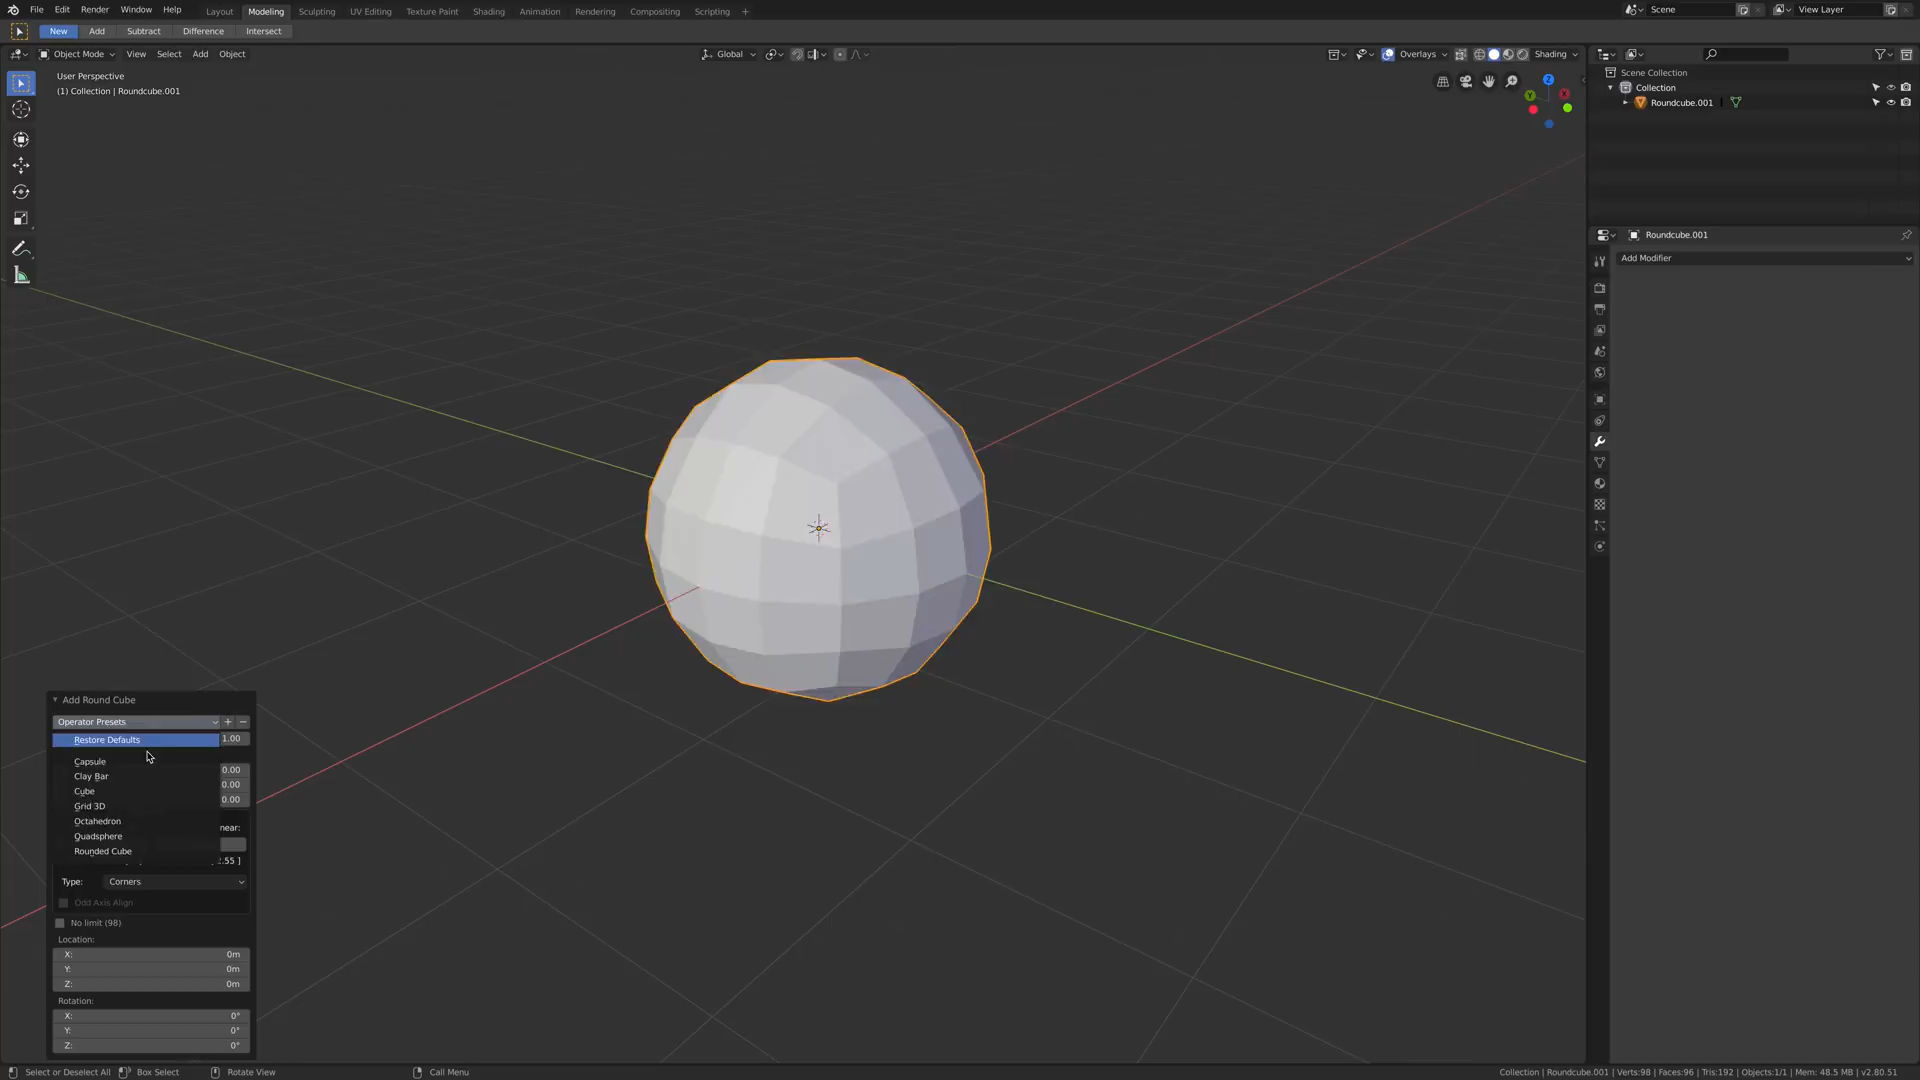 File Edit Render Window Help Layout Modeling Sculpting UV Editing Texture Paint Shading Animation Rendering Compositing Scripting + Scene View Layer
New Add Subtract Difference Intersect
Object Mode View Select Add Object Global Overlays Shading
User Perspective
(1) Collection | Roundcube.001
Z
Y
X
Scene Collection
Collection
Roundcube.001
Roundcube.001
Add Modifier
Add Round Cube
Operator Presets + −
Restore Defaults 1.00
Capsule 0.00
Clay Bar 0.00
Cube 0.00
Grid 3D
Octahedron near:
Quadsphere
Rounded Cube .55 ]
Type: Corners
Odd Axis Align
No limit (98)
Location:
X: 0m
Y: 0m
Z: 0m
Rotation:
X: 0°
Y: 0°
Z: 0°
Select or Deselect All Box Select Rotate View Call Menu Collection | Roundcube.001 | Verts:98 | Faces:96 | Tris:192 | Objects:1/1 | Mem: 48.5 MB | v2.80.51